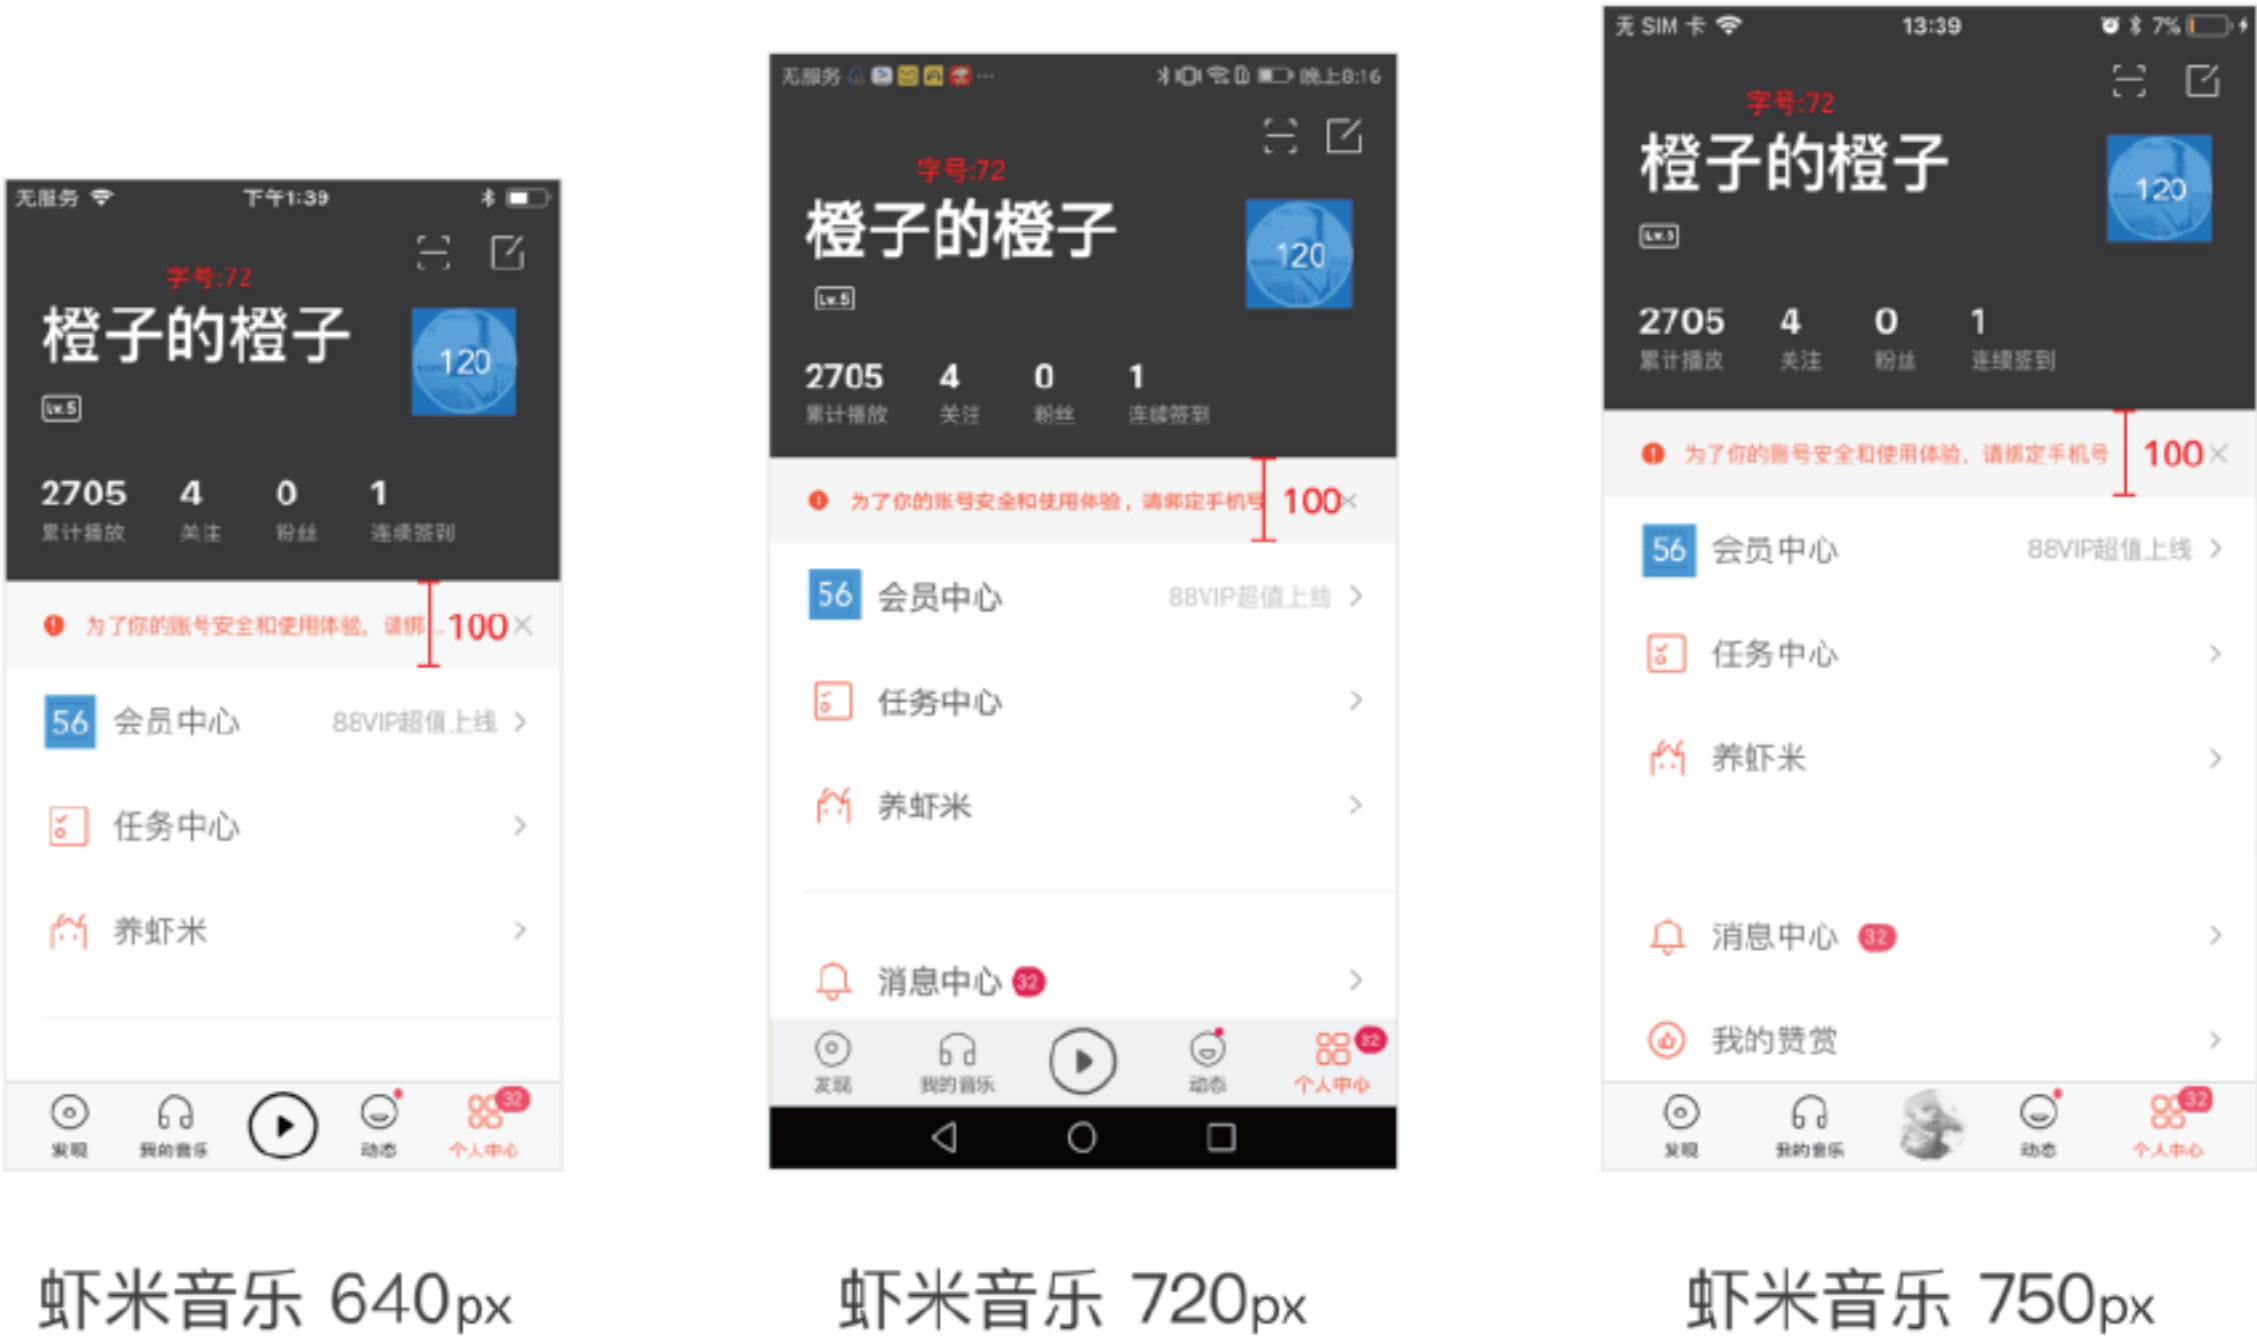 无服务 下午1:39
字号:72
橙子的橙子
120
Lv.5
2705 4 0 1
累计播放 关注 粉丝 连续签到
为了你的账号安全和使用体验，请绑... 100
56 会员中心 88VIP超值上线
任务中心
养虾米
32
发现 我的音乐 动态 个人中心
虾米音乐 640px
无服务 晚上8:16
字号:72
橙子的橙子
120
Lv.5
2705 4 0 1
累计播放 关注 粉丝 连续签到
为了你的账号安全和使用体验，请绑定手机号 100
56 会员中心 88VIP超值上线
任务中心
养虾米
消息中心 32
32
发现 我的音乐 动态 个人中心
虾米音乐 720px
无 SIM 卡 13:39 7%
字号:72
橙子的橙子
120
Lv.5
2705 4 0 1
累计播放 关注 粉丝 连续签到
为了你的账号安全和使用体验，请绑定手机号 100
56 会员中心 88VIP超值上线
任务中心
养虾米
消息中心 32
我的赞赏
32
发现 我的音乐 动态 个人中心
虾米音乐 750px